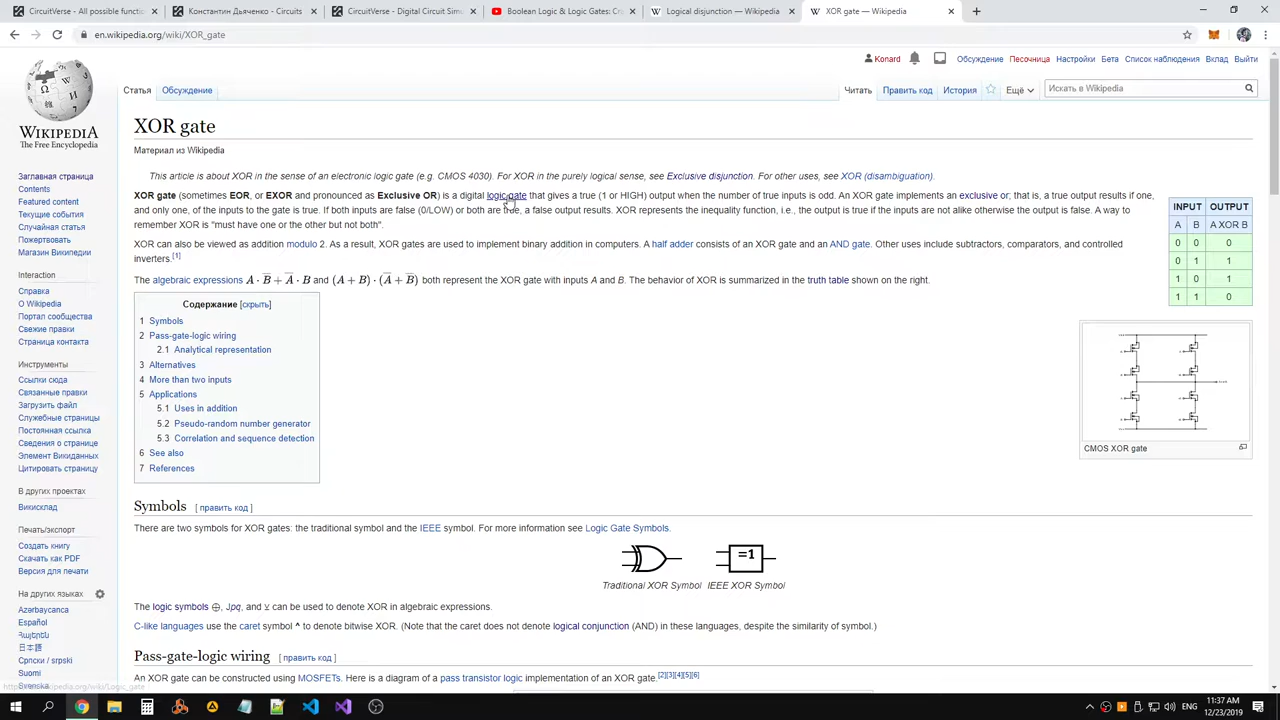 CircuitVerse - All possible function
Константин Дьяченко - Circuits
CircuitVerse - Digital Circuit Simu
Boolean Logic & Logic Gates: Cr
Logical disjunction — Wikipedia
XOR gate — Wikipedia
en.wikipedia.org/wiki/XOR_gate
Konard
Обсуждение
Песочница
Настройки
Бета
Список наблюдения
Вклад
Выйти
Статья
Обсуждение
Читать
Править код
История
Ещё
Искать в Wikipedia
WIKIPEDIA
The Free Encyclopedia
Заглавная страница
Contents
Featured content
Текущие события
Случайная статья
Пожертвовать
Магазин Википедии
Interaction
Справка
О Wikipedia
Портал сообщества
Свежие правки
Страница контакта
Инструменты
Ссылки сюда
Связанные правки
Загрузить файл
Служебные страницы
Постоянная ссылка
Сведения о странице
Элемент Викиданных
Цитировать страницу
В других проектах
Викисклад
Печать/экспорт
Создать книгу
Скачать как PDF
Версия для печати
На других языках
Azərbaycanca
Español
Հայերեն
日本語
Српски / srpski
Suomi
Svenska
XOR gate
Материал из Wikipedia
This article is about XOR in the sense of an electronic logic gate (e.g. CMOS 4030). For XOR in the purely logical sense, see Exclusive disjunction. For other uses, see XOR (disambiguation).
XOR gate (sometimes EOR, or EXOR and pronounced as Exclusive OR) is a digital logic gate that gives a true (1 or HIGH) output when the number of true inputs is odd. An XOR gate implements an exclusive or; that is, a true output results if one,
and only one, of the inputs to the gate is true. If both inputs are false (0/LOW) or both are true, a false output results. XOR represents the inequality function, i.e., the output is true if the inputs are not alike otherwise the output is false. A way to
remember XOR is "must have one or the other but not both".
XOR can also be viewed as addition modulo 2. As a result, XOR gates are used to implement binary addition in computers. A half adder consists of an XOR gate and an AND gate. Other uses include subtractors, comparators, and controlled
inverters.[1]
The algebraic expressions A · B̅ + A̅ · B and (A + B) · (A̅ + B̅) both represent the XOR gate with inputs A and B. The behavior of XOR is summarized in the truth table shown on the right.
INPUT OUTPUT
A B A XOR B
0 0 0
0 1 1
1 0 1
1 1 0
CMOS XOR gate
Содержание [скрыть]
1 Symbols
2 Pass-gate-logic wiring
2.1 Analytical representation
3 Alternatives
4 More than two inputs
5 Applications
5.1 Uses in addition
5.2 Pseudo-random number generator
5.3 Correlation and sequence detection
6 See also
7 References
Symbols [ править код ]
There are two symbols for XOR gates: the traditional symbol and the IEEE symbol. For more information see Logic Gate Symbols.
=1
Traditional XOR Symbol IEEE XOR Symbol
The logic symbols ⊕, Jpq, and ⊻ can be used to denote XOR in algebraic expressions.
C-like languages use the caret symbol ^ to denote bitwise XOR. (Note that the caret does not denote logical conjunction (AND) in these languages, despite the similarity of symbol.)
Pass-gate-logic wiring [ править код ]
An XOR gate can be constructed using MOSFETs. Here is a diagram of a pass transistor logic implementation of an XOR gate.[2][3][4][5][6]
ENG
11:37 AM
12/23/2019